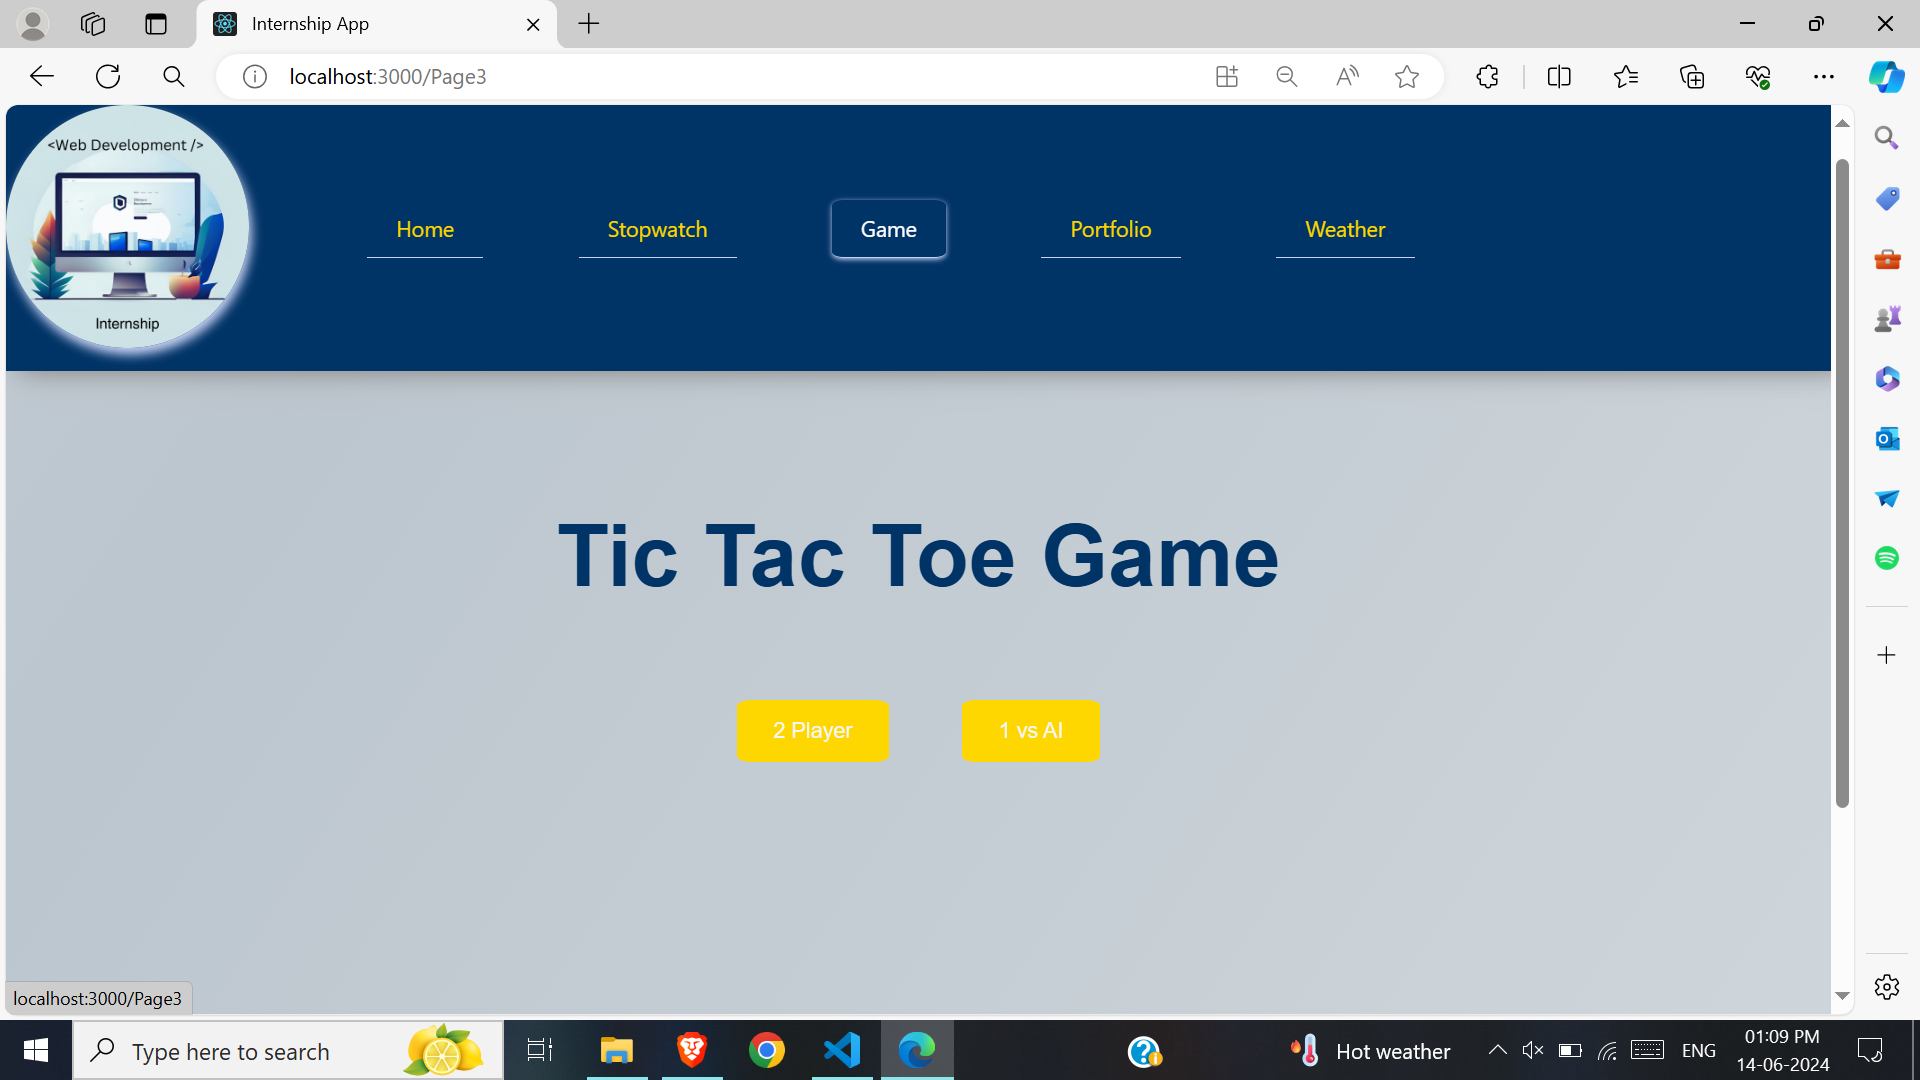 Internship App
localhost:3000/Page3
<Web Development />
Internship
Home
Stopwatch
Game
Portfolio
Weather
Tic Tac Toe Game
2 Player
1 vs AI
localhost:3000/Page3
Type here to search
Hot weather
ENG
01:09 PM
14-06-2024